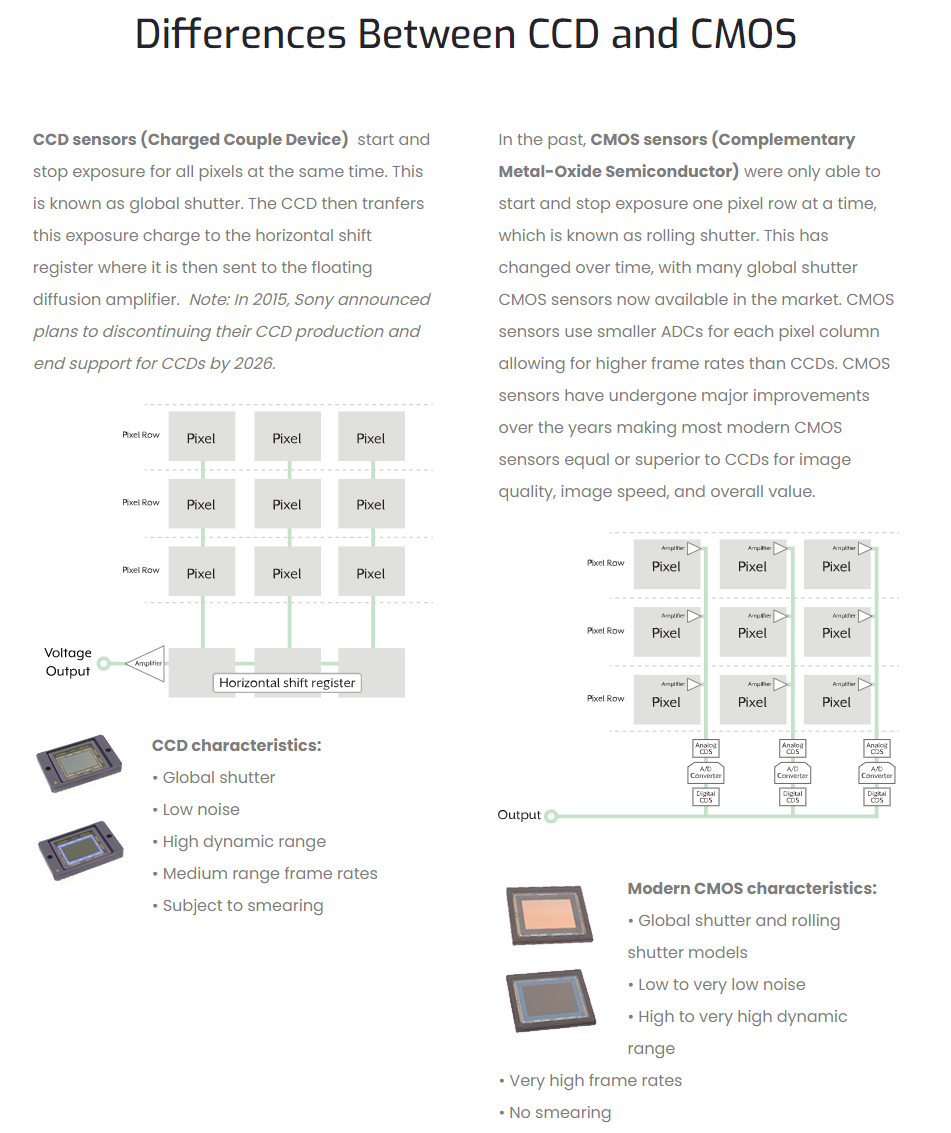 Differences Between CCD and CMOS
CCD sensors (Charged Couple Device) start and
stop exposure for all pixels at the same time. This
is known as global shutter. The CCD then tranfers
this exposure charge to the horizontal shift
register where it is then sent to the floating
diffusion amplifier. Note: In 2015, Sony announced
plans to discontinuing their CCD production and
end support for CCDs by 2026.
Pixel Row
Pixel
Pixel
Pixel
Pixel Row
Pixel
Pixel
Pixel
Pixel Row
Pixel
Pixel
Pixel
Voltage
Output
Amplifier
Horizontal shift register
CCD characteristics:
• Global shutter
• Low noise
• High dynamic range
• Medium range frame rates
• Subject to smearing
In the past, CMOS sensors (Complementary
Metal-Oxide Semiconductor) were only able to
start and stop exposure one pixel row at a time,
which is known as rolling shutter. This has
changed over time, with many global shutter
CMOS sensors now available in the market. CMOS
sensors use smaller ADCs for each pixel column
allowing for higher frame rates than CCDs. CMOS
sensors have undergone major improvements
over the years making most modern CMOS
sensors equal or superior to CCDs for image
quality, image speed, and overall value.
Pixel Row
Amplifier
Pixel
Amplifier
Pixel
Amplifier
Pixel
Pixel Row
Amplifier
Pixel
Amplifier
Pixel
Amplifier
Pixel
Pixel Row
Amplifier
Pixel
Amplifier
Pixel
Amplifier
Pixel
Analog
CDS
Analog
CDS
Analog
CDS
A/D
Converter
A/D
Converter
A/D
Converter
Digital
CDS
Digital
CDS
Digital
CDS
Output
Modern CMOS characteristics:
• Global shutter and rolling
shutter models
• Low to very low noise
• High to very high dynamic
range
• Very high frame rates
• No smearing